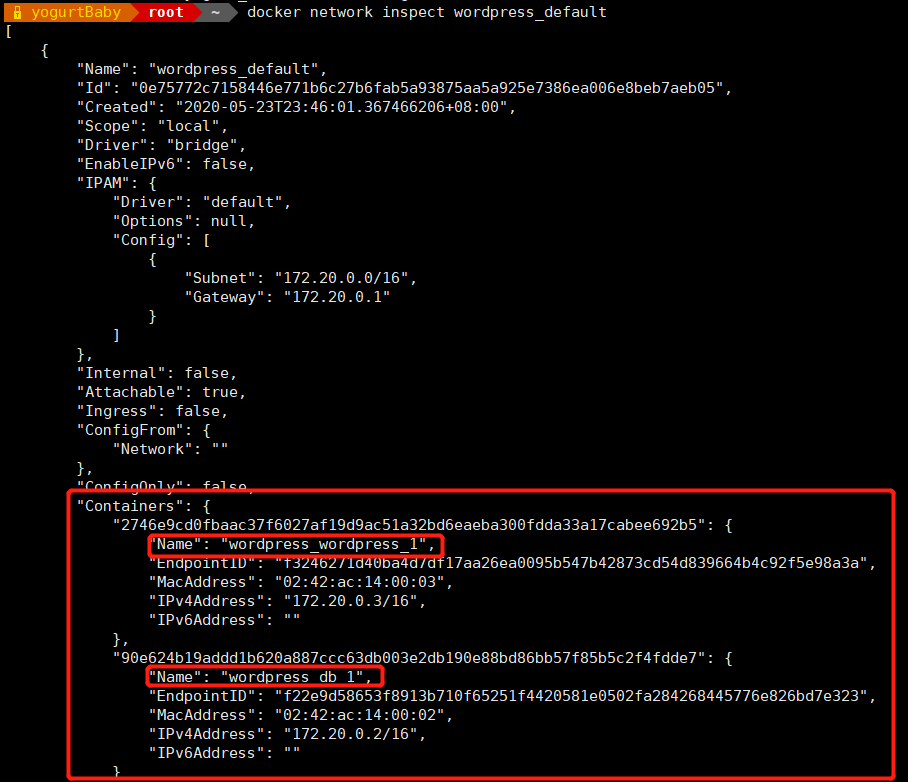 yogurtBaby root ~ docker network inspect wordpress_default
[
    {
        "Name": "wordpress_default",
        "Id": "0e75772c7158446e771b6c27b6fab5a93875aa5a925e7386ea006e8beb7aeb05",
        "Created": "2020-05-23T23:46:01.367466206+08:00",
        "Scope": "local",
        "Driver": "bridge",
        "EnableIPv6": false,
        "IPAM": {
            "Driver": "default",
            "Options": null,
            "Config": [
                {
                    "Subnet": "172.20.0.0/16",
                    "Gateway": "172.20.0.1"
                }
            ]
        },
        "Internal": false,
        "Attachable": true,
        "Ingress": false,
        "ConfigFrom": {
            "Network": ""
        },
        "ConfigOnly": false,
        "Containers": {
            "2746e9cd0fbaac37f6027af19d9ac51a32bd6eaeba300fdda33a17cabee692b5": {
                "Name": "wordpress_wordpress_1",
                "EndpointID": "f3246271d40ba4d7df17aa26ea0095b547b42873cd54d839664b4c92f5e98a3a",
                "MacAddress": "02:42:ac:14:00:03",
                "IPv4Address": "172.20.0.3/16",
                "IPv6Address": ""
            },
            "90e624b19addd1b620a887ccc63db003e2db190e88bd86bb57f85b5c2f4fdde7": {
                "Name": "wordpress_db_1",
                "EndpointID": "f22e9d58653f8913b710f65251f4420581e0502fa284268445776e826bd7e323",
                "MacAddress": "02:42:ac:14:00:02",
                "IPv4Address": "172.20.0.2/16",
                "IPv6Address": ""
            }